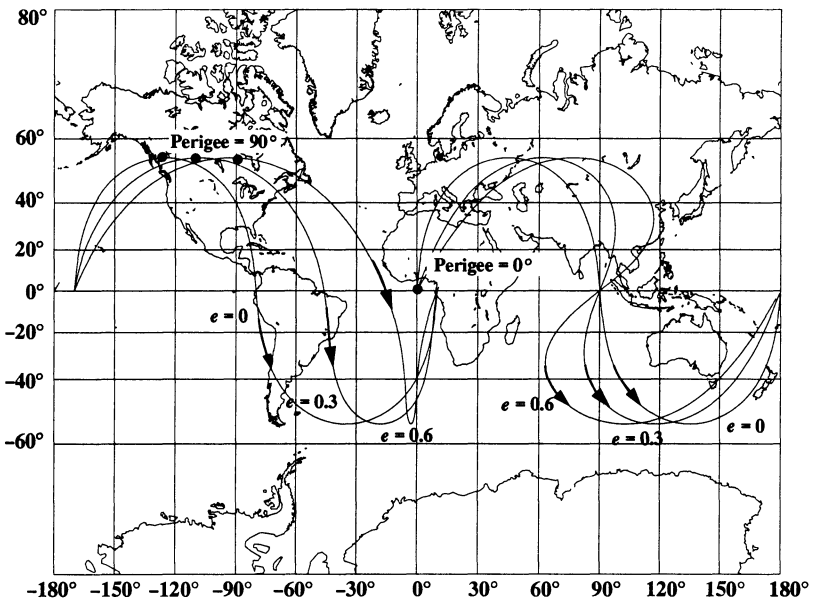 80°
60°
Perigee = 90°
40°
20°
Perigee = 0°
0°
e = 0
−20°
−40°
e = 0.3
e = 0.6
e = 0
−60°
e = 0.6
e = 0.3
−180° −150° −120° −90° −60° −30° 0° 30° 60° 90° 120° 150° 180°